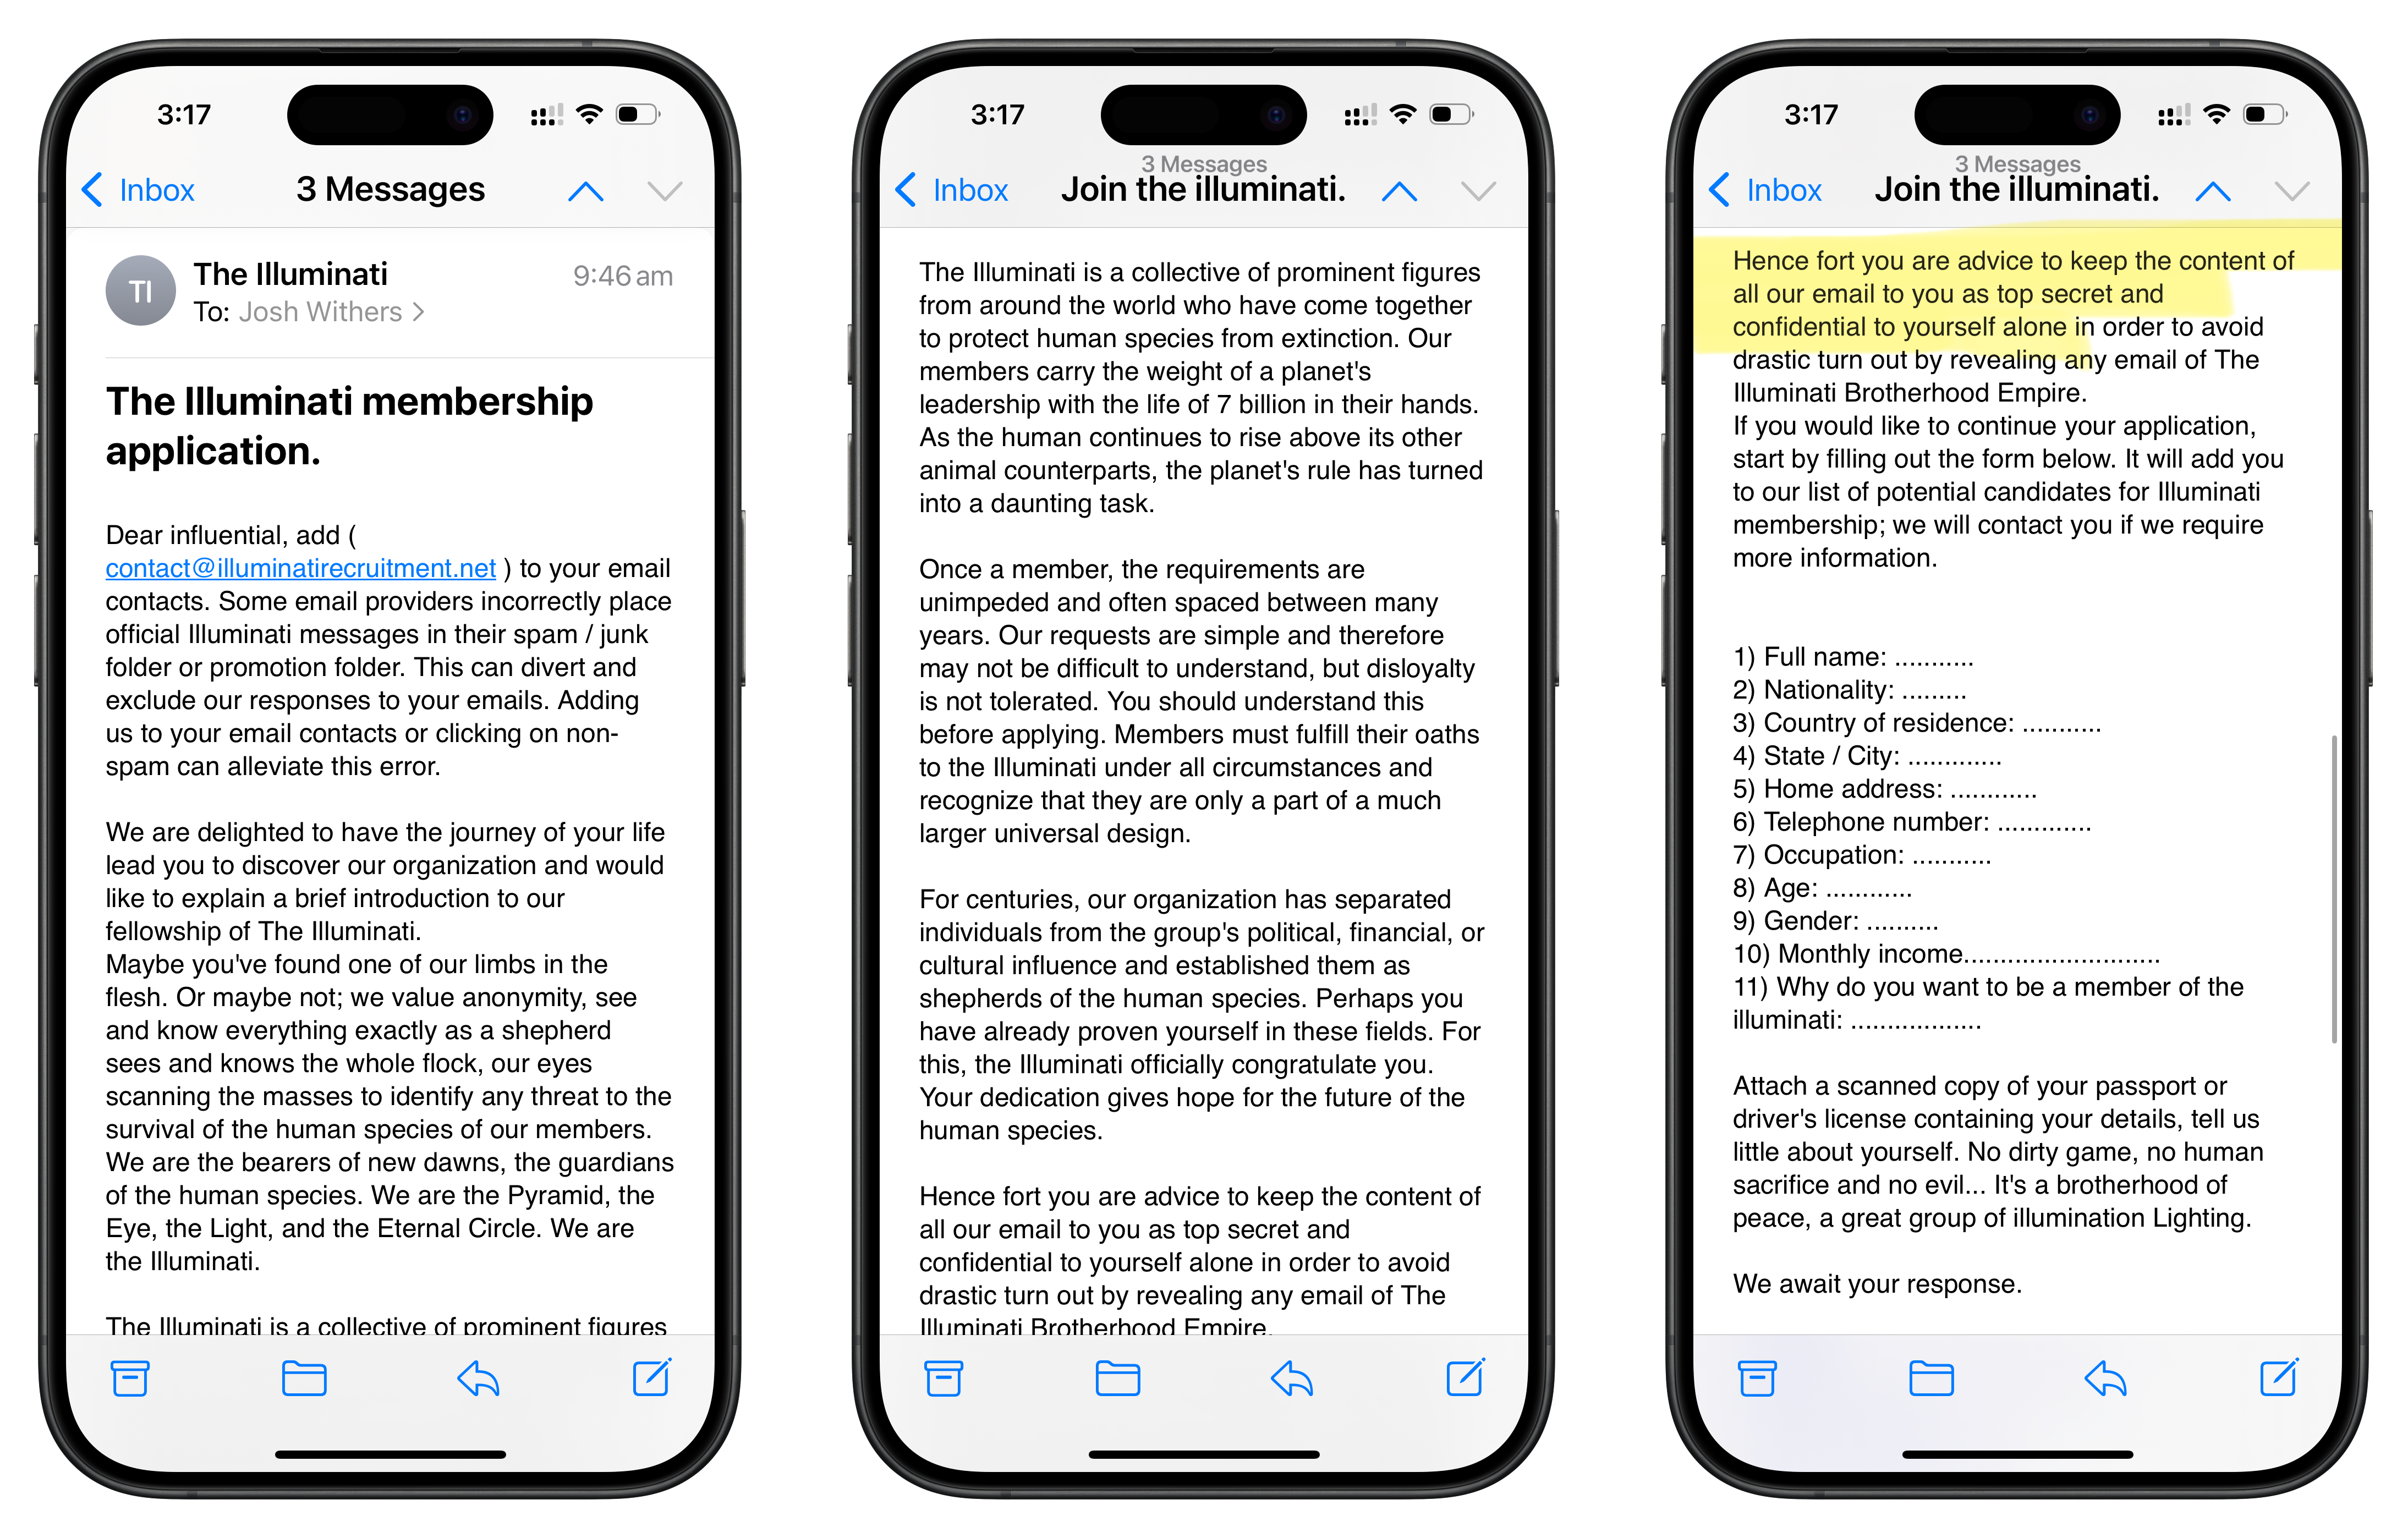 3:17
Inbox
3 Messages
TI
The Illuminati
9:46 am
To: Josh Withers
The Illuminati membership
application.
Dear influential, add (
contact@illuminatirecruitment.net ) to your email
contacts. Some email providers incorrectly place
official Illuminati messages in their spam / junk
folder or promotion folder. This can divert and
exclude our responses to your emails. Adding
us to your email contacts or clicking on non-
spam can alleviate this error.
We are delighted to have the journey of your life
lead you to discover our organization and would
like to explain a brief introduction to our
fellowship of The Illuminati.
Maybe you've found one of our limbs in the
flesh. Or maybe not; we value anonymity, see
and know everything exactly as a shepherd
sees and knows the whole flock, our eyes
scanning the masses to identify any threat to the
survival of the human species of our members.
We are the bearers of new dawns, the guardians
of the human species. We are the Pyramid, the
Eye, the Light, and the Eternal Circle. We are
the Illuminati.
The Illuminati is a collective of prominent figures
3:17
3 Messages
Inbox
Join the illuminati.
The Illuminati is a collective of prominent figures
from around the world who have come together
to protect human species from extinction. Our
members carry the weight of a planet's
leadership with the life of 7 billion in their hands.
As the human continues to rise above its other
animal counterparts, the planet's rule has turned
into a daunting task.
Once a member, the requirements are
unimpeded and often spaced between many
years. Our requests are simple and therefore
may not be difficult to understand, but disloyalty
is not tolerated. You should understand this
before applying. Members must fulfill their oaths
to the Illuminati under all circumstances and
recognize that they are only a part of a much
larger universal design.
For centuries, our organization has separated
individuals from the group's political, financial, or
cultural influence and established them as
shepherds of the human species. Perhaps you
have already proven yourself in these fields. For
this, the Illuminati officially congratulate you.
Your dedication gives hope for the future of the
human species.
Hence fort you are advice to keep the content of
all our email to you as top secret and
confidential to yourself alone in order to avoid
drastic turn out by revealing any email of The
Illuminati Brotherhood Empire.
3:17
3 Messages
Inbox
Join the illuminati.
Hence fort you are advice to keep the content of
all our email to you as top secret and
confidential to yourself alone in order to avoid
drastic turn out by revealing any email of The
Illuminati Brotherhood Empire.
If you would like to continue your application,
start by filling out the form below. It will add you
to our list of potential candidates for Illuminati
membership; we will contact you if we require
more information.
1) Full name: ...........
2) Nationality: .........
3) Country of residence: ...........
4) State / City: .............
5) Home address: ............
6) Telephone number: .............
7) Occupation: ...........
8) Age: ............
9) Gender: ..........
10) Monthly income...........................
11) Why do you want to be a member of the
illuminati: ..................
Attach a scanned copy of your passport or
driver's license containing your details, tell us
little about yourself. No dirty game, no human
sacrifice and no evil... It's a brotherhood of
peace, a great group of illumination Lighting.
We await your response.